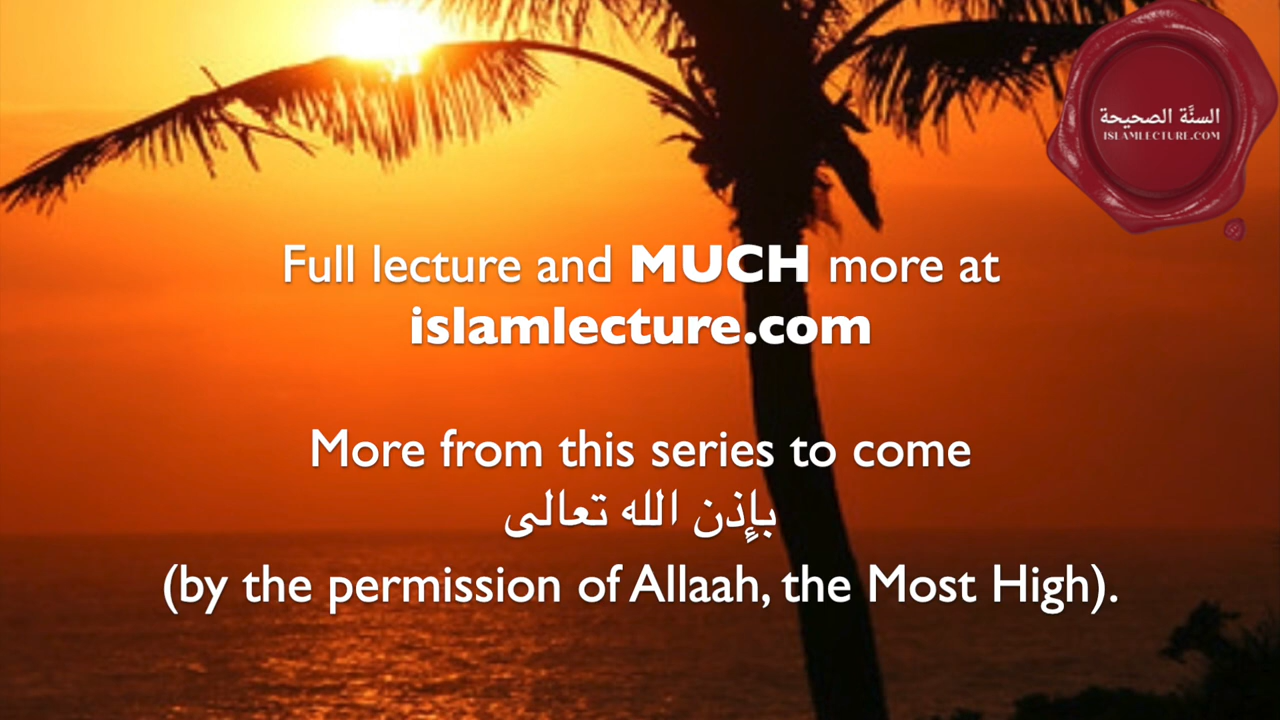 السنَّة الصحيحة
ISLAMLECTURE.COM
Full lecture and MUCH more at
islamlecture.com
More from this series to come
بإذن الله تعالى
(by the permission of Allaah, the Most High).